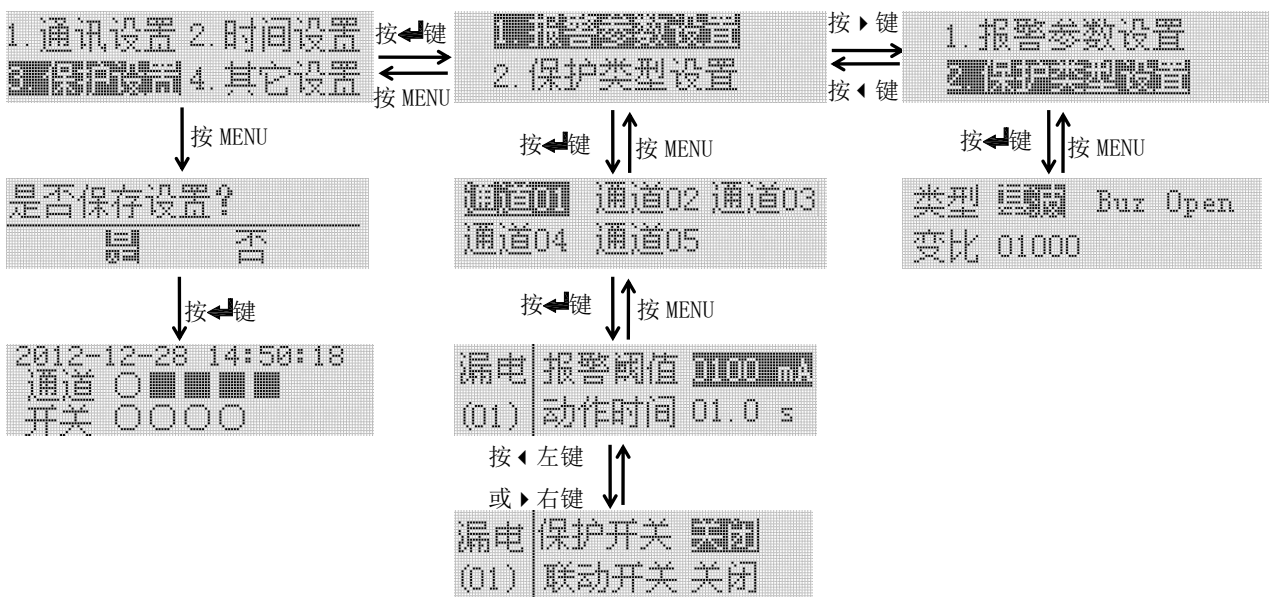 1.通讯设置 2.时间设置
3.保护设置 4.其它设置
按键
按 MENU
1.报警参数设置
2.保护类型设置
按 键
按 键
1.报警参数设置
2.保护类型设置
按 MENU
按键
按 MENU
按键
按 MENU
是否保存设置?
是 否
通道01 通道02 通道03
通道04 通道05
类型 Buz Open
变比 01000
按键
按键
按 MENU
2012-12-28 14:50:18
通道
开关
漏电 报警阈值 0100 mA
(01) 动作时间 01.0 s
按 左键
或 右键
漏电 保护开关 关闭
(01) 联动开关 关闭